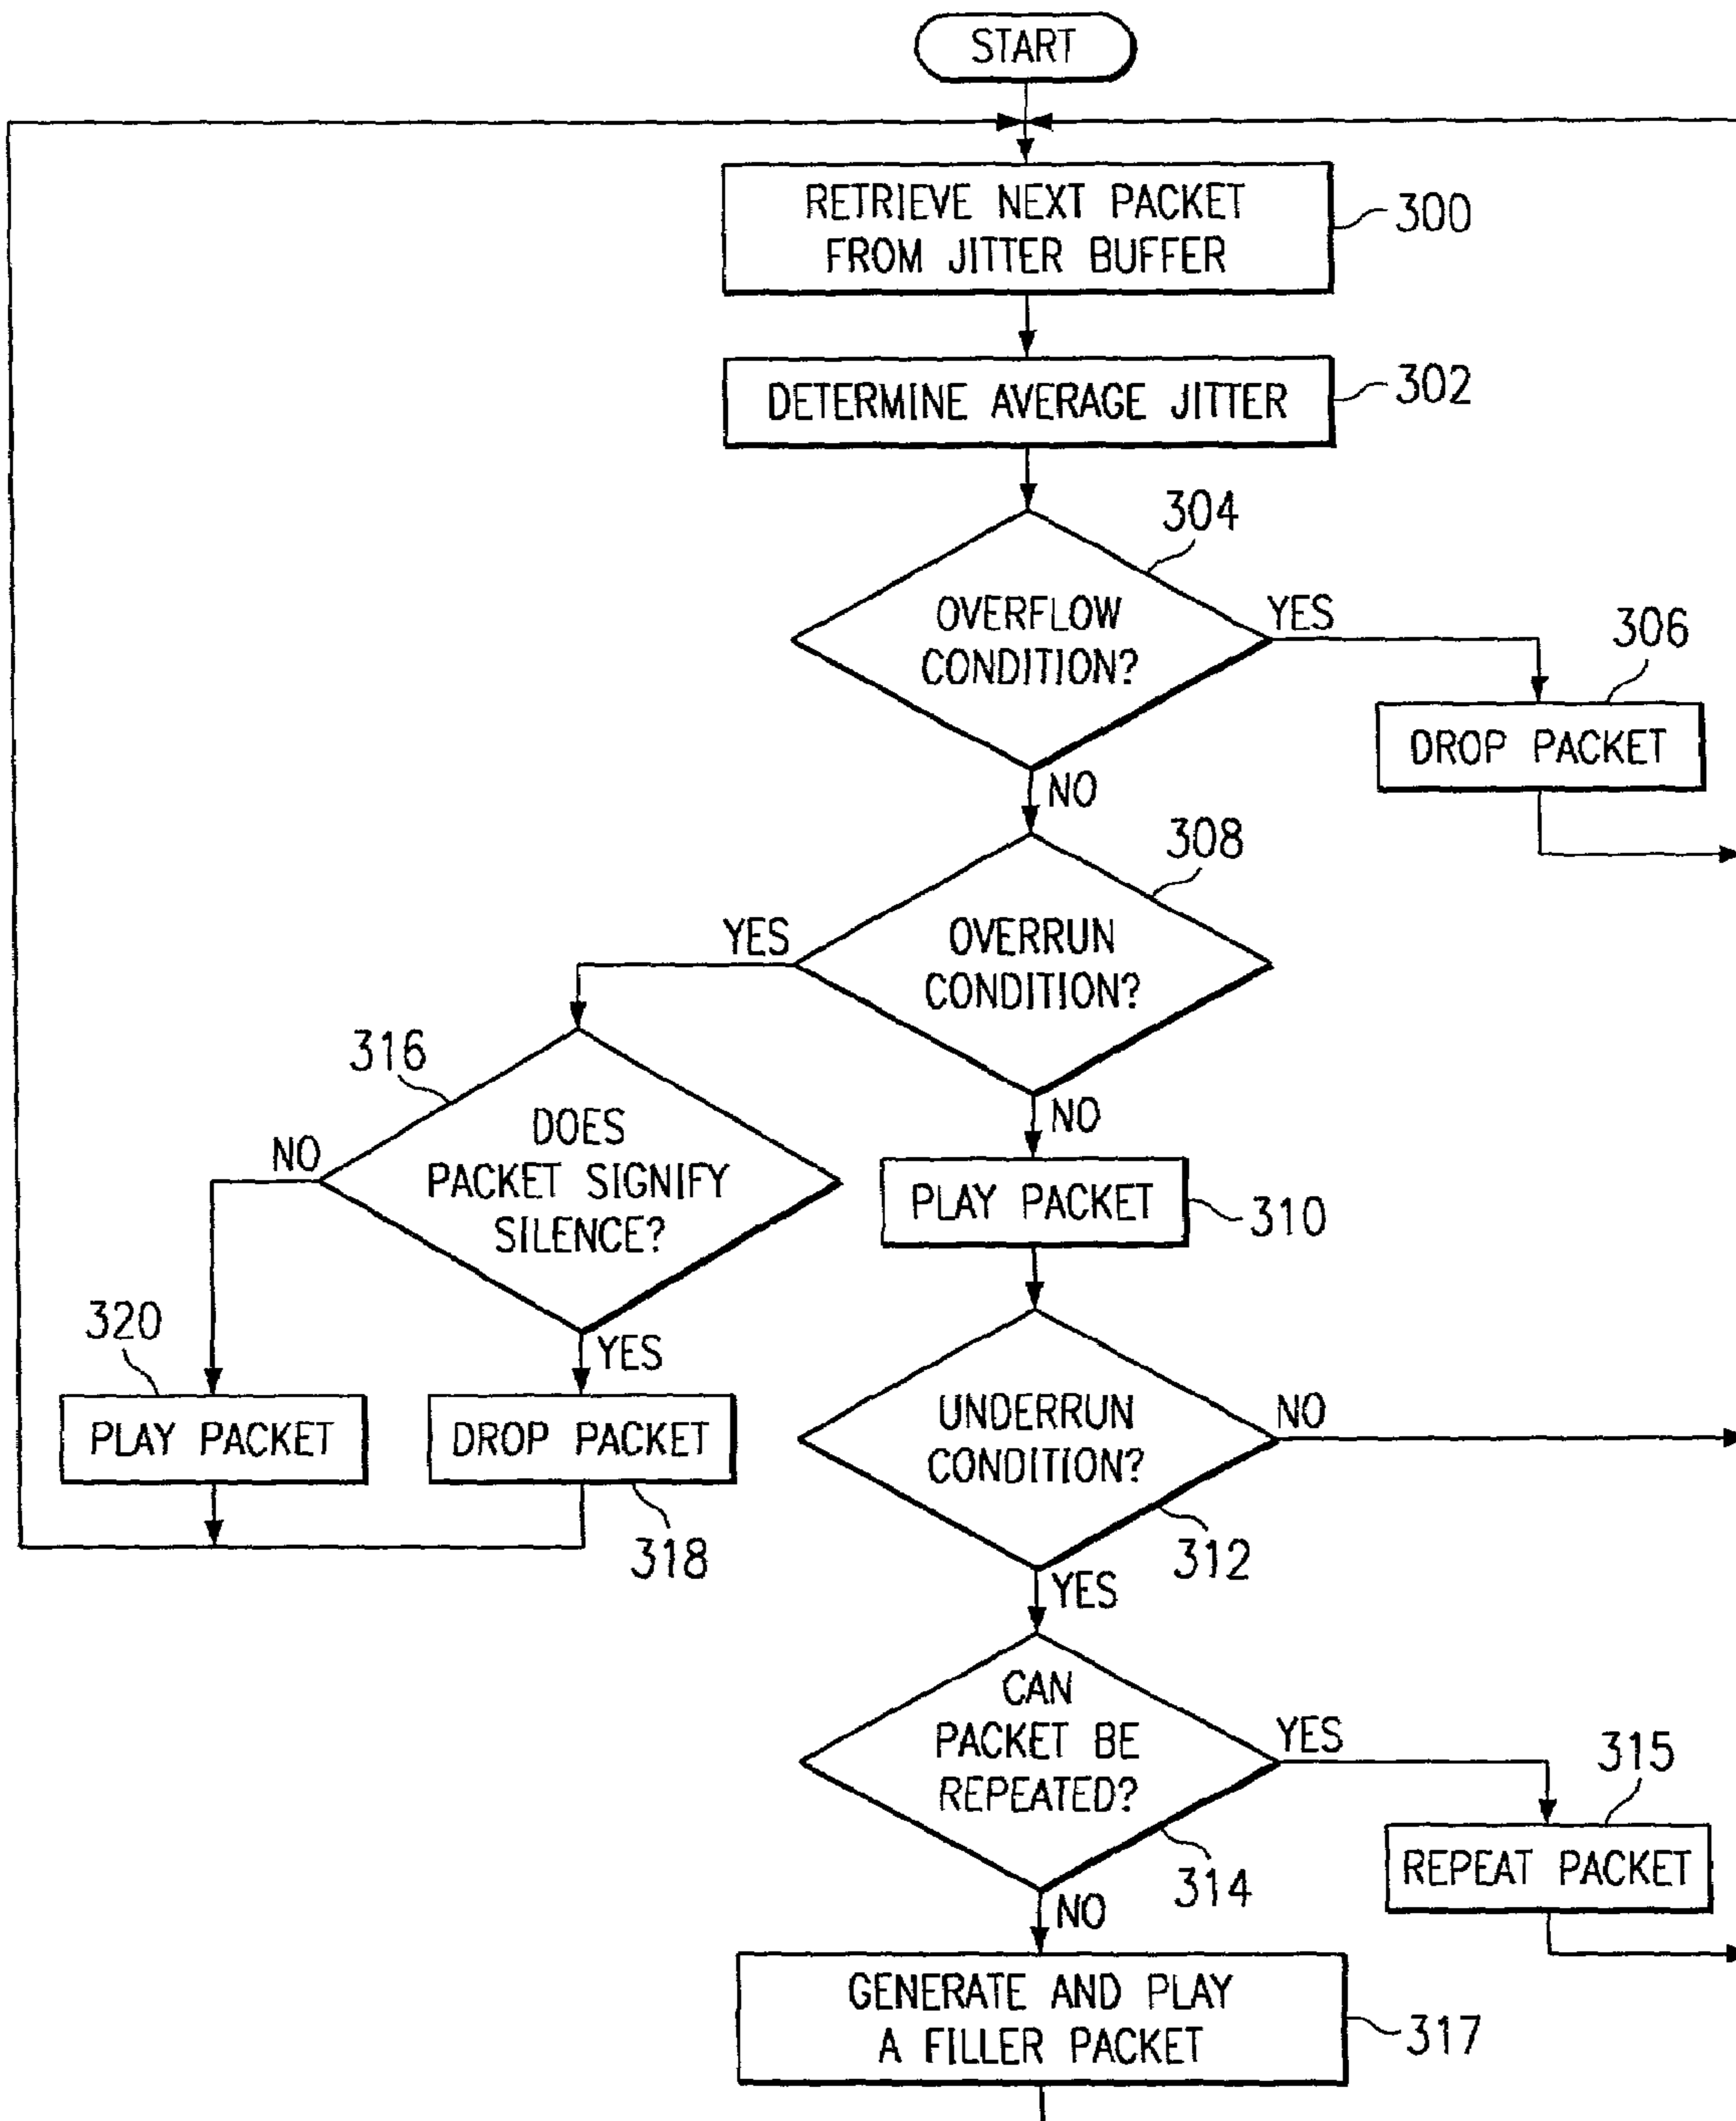 START
RETRIEVE NEXT PACKET
FROM JITTER BUFFER
300
DETERMINE AVERAGE JITTER
302
304
OVERFLOW
CONDITION?
YES
306
DROP PACKET
NO
308
OVERRUN
CONDITION?
YES
316
DOES
PACKET SIGNIFY
SILENCE?
NO
NO
PLAY PACKET
310
320
YES
PLAY PACKET
DROP PACKET
318
UNDERRUN
CONDITION?
NO
312
YES
CAN
PACKET BE
REPEATED?
YES
315
REPEAT PACKET
314
NO
GENERATE AND PLAY
A FILLER PACKET
317